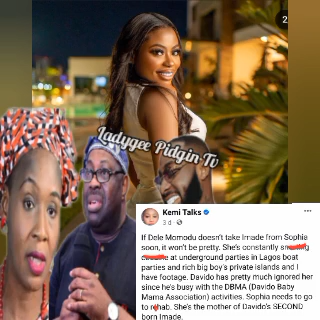 2
Ladygee Pidgin Tv
Kemi Talks
3 d
If Dele Momodu doesn't take Imade from Sophia
soon, it won't be pretty. She's constantly
at underground parties in Lagos boat
parties and rich big boy's private islands and I
have footage. Davido has pretty much ignored her
since he's busy with the DBMA (Davido Baby
Mama Association) activities. Sophia needs to go
to rehab. She's the mother of Davido's SECOND
born Imade.